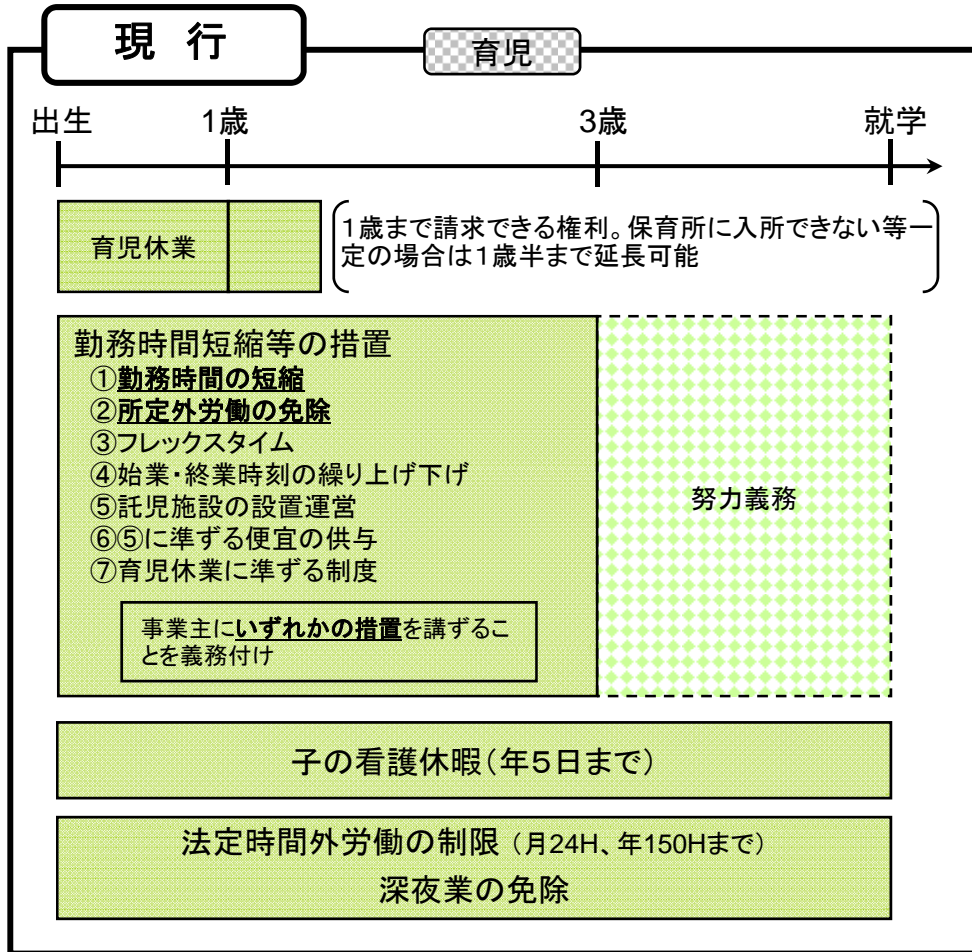 現 行
育児
出生 1歳 3歳 就学
育児休業
1歳まで請求できる権利。保育所に入所できない等一
定の場合は1歳半まで延長可能
勤務時間短縮等の措置
①勤務時間の短縮
②所定外労働の免除
③フレックスタイム
④始業・終業時刻の繰り上げ下げ
⑤託児施設の設置運営
⑥⑤に準ずる便宜の供与
⑦育児休業に準ずる制度
事業主にいずれかの措置を講ずるこ
とを義務付け
努力義務
子の看護休暇(年5日まで)
法定時間外労働の制限(月24H、年150Hまで)
深夜業の免除